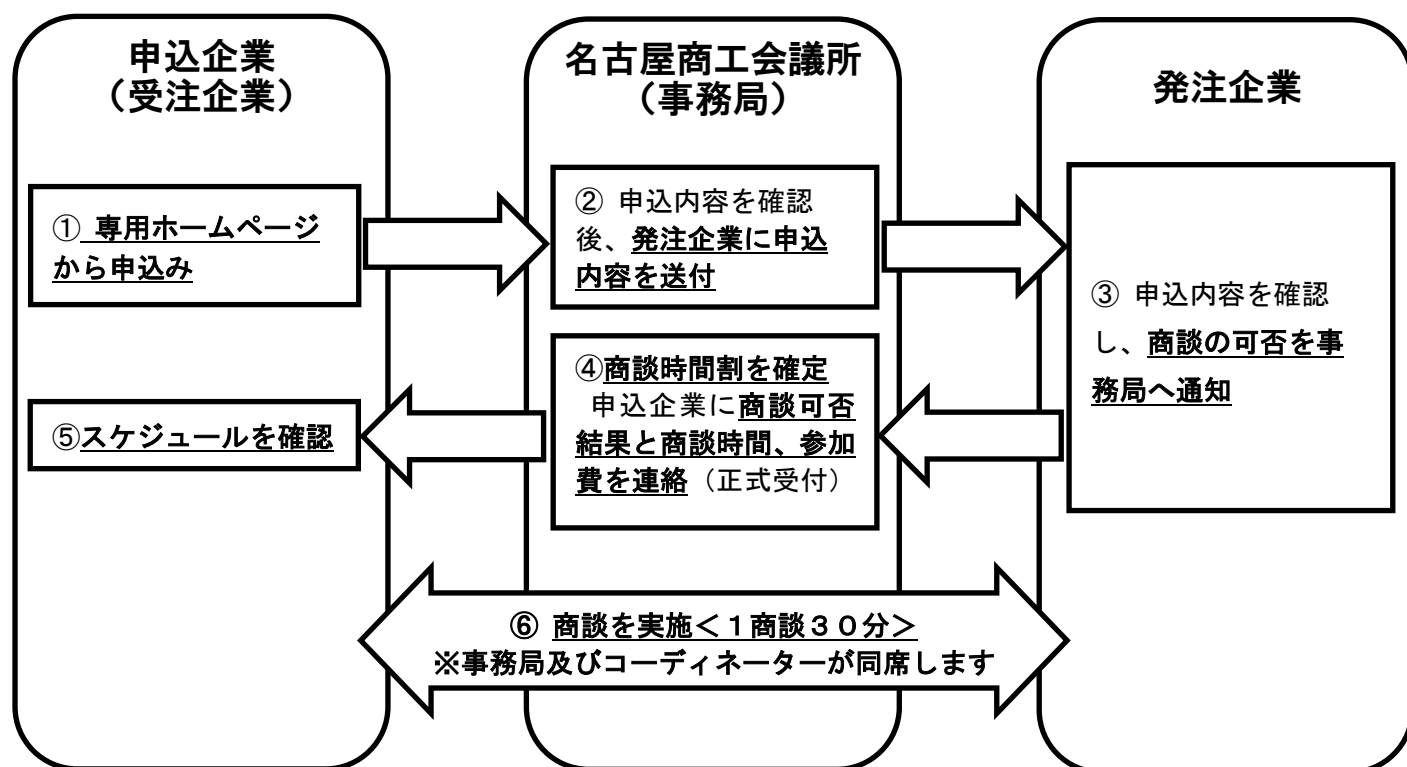 申込企業
（受注企業）
名古屋商工会議所
（事務局）
発注企業
① 専用ホームページ
から申込み
② 申込内容を確認
後、発注企業に申込
内容を送付
③ 申込内容を確認
し、商談の可否を事
務局へ通知
④商談時間割を確定
申込企業に商談可否
結果と商談時間、参加
費を連絡（正式受付）
⑤スケジュールを確認
⑥ 商談を実施＜１商談３０分＞
※事務局及びコーディネーターが同席します